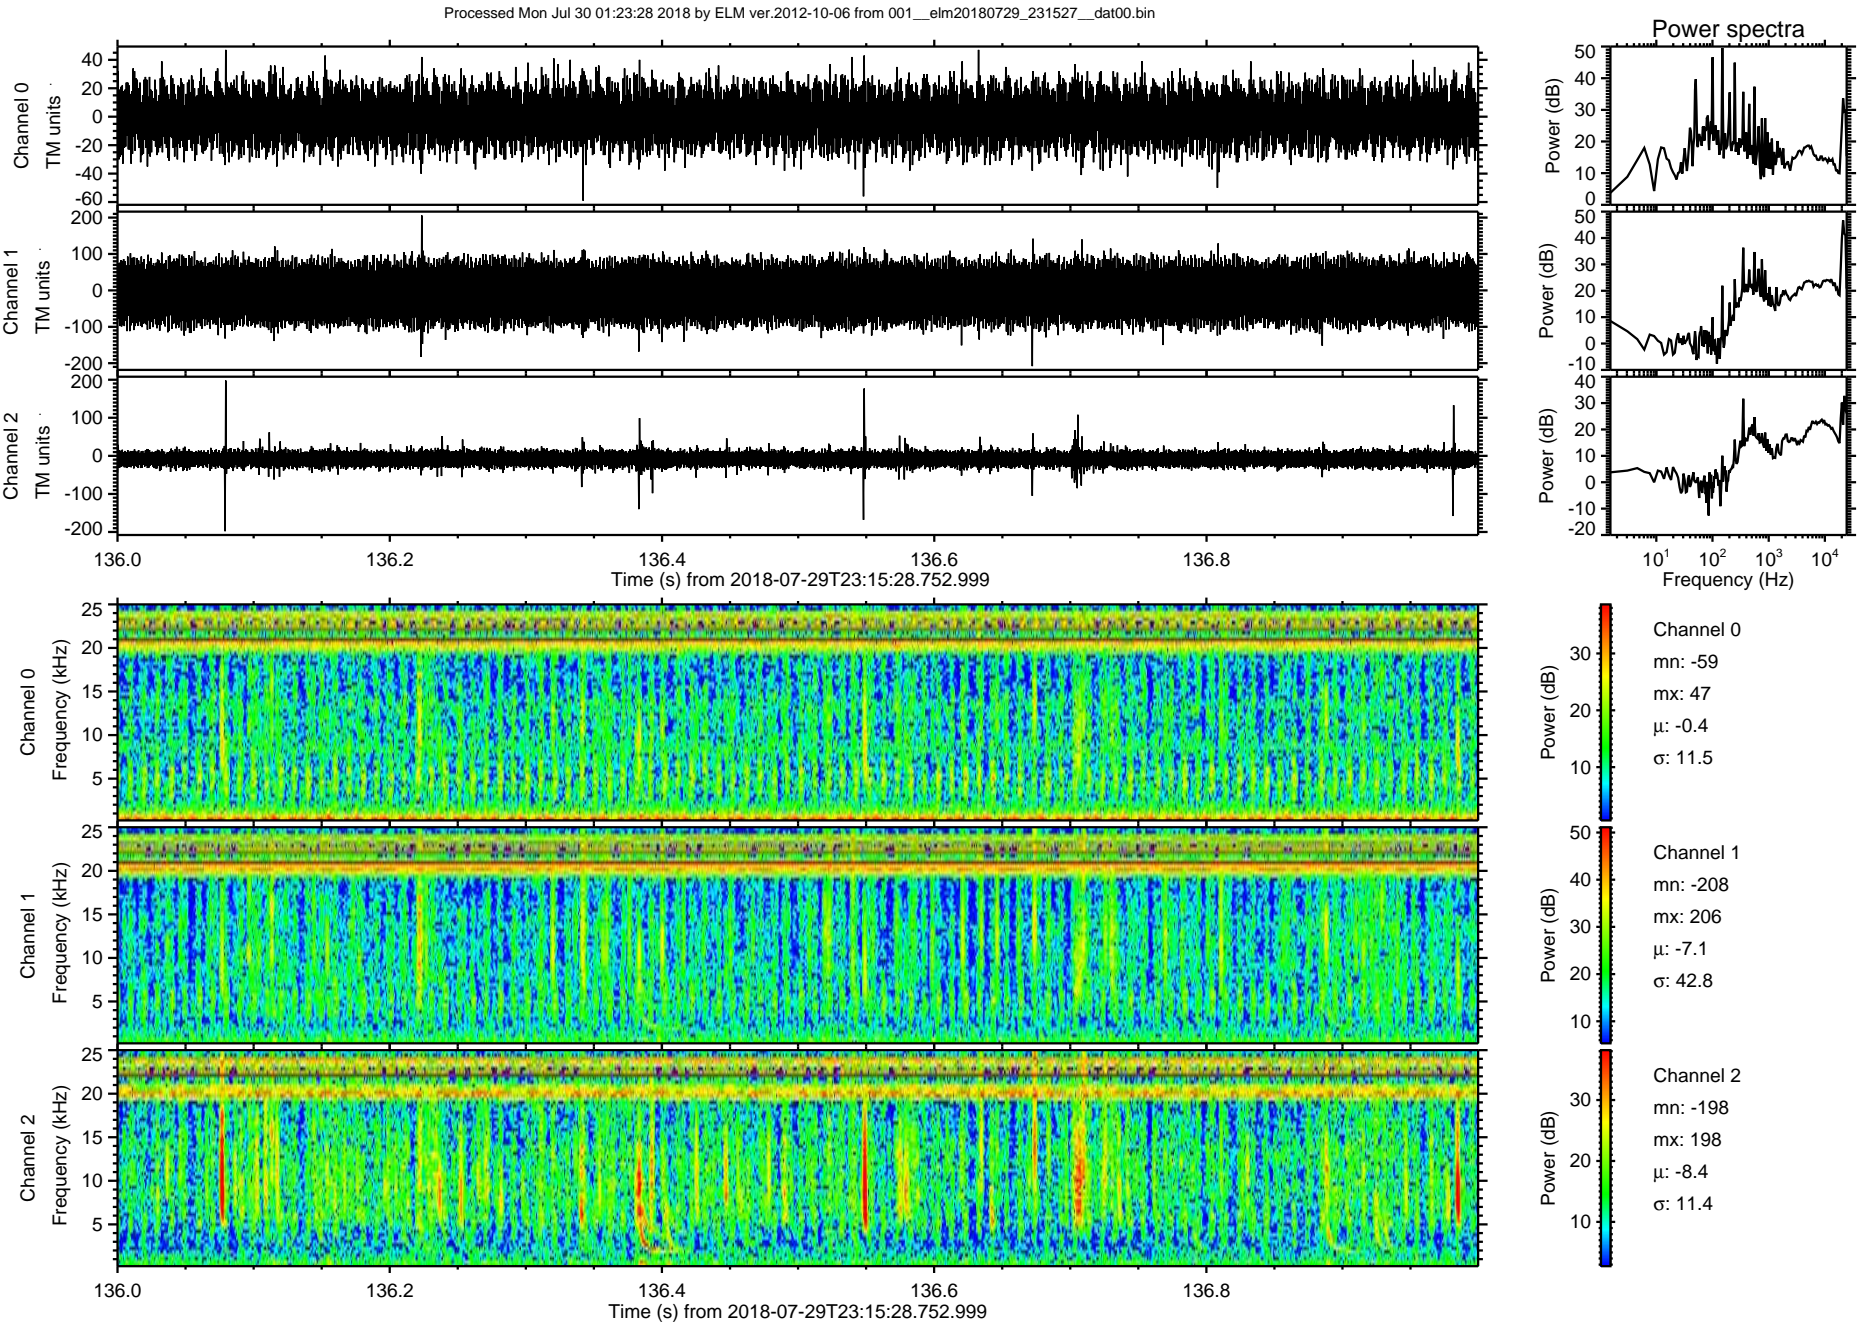 Processed Mon Jul 30 01:23:28 2018 by ELM ver.2012-10-06 from 001__elm20180729_231527__dat00.bin
Power spectra
Channel 0
TM units
40
20
0
-20
-40
-60
Power (dB)
50
40
30
20
10
0
Channel 1
TM units
200
100
0
-100
-200
Power (dB)
50
40
30
20
10
0
-10
Channel 2
TM units
200
100
0
-100
-200
Power (dB)
40
30
20
10
0
-10
-20
136.0 136.2 136.4 136.6 136.8
Time (s) from 2018-07-29T23:15:28.752.999
10¹ 10² 10³ 10⁴
Frequency (Hz)
Channel 0
Frequency (kHz)
25
20
15
10
5
Power (dB)
30
20
10
Channel 0
mn: -59
mx: 47
µ: -0.4
σ: 11.5
Channel 1
Frequency (kHz)
25
20
15
10
5
Power (dB)
50
40
30
20
10
Channel 1
mn: -208
mx: 206
µ: -7.1
σ: 42.8
Channel 2
Frequency (kHz)
25
20
15
10
5
Power (dB)
30
20
10
Channel 2
mn: -198
mx: 198
µ: -8.4
σ: 11.4
136.0 136.2 136.4 136.6 136.8
Time (s) from 2018-07-29T23:15:28.752.999